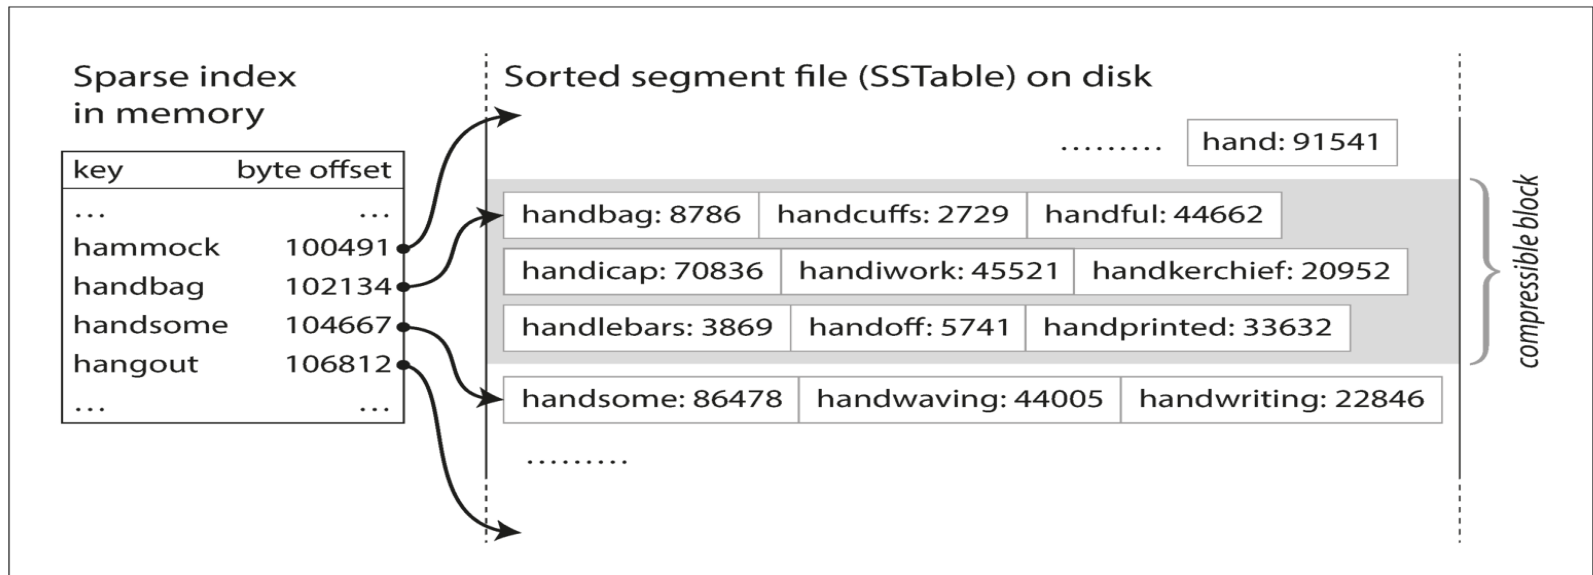 Sparse index
in memory
key byte offset
... ...
hammock 100491
handbag 102134
handsome 104667
hangout 106812
... ...
Sorted segment file (SSTable) on disk
......... hand: 91541
handbag: 8786 handcuffs: 2729 handful: 44662
handicap: 70836 handiwork: 45521 handkerchief: 20952
handlebars: 3869 handoff: 5741 handprinted: 33632
handsome: 86478 handwaving: 44005 handwriting: 22846
.........
compressible block